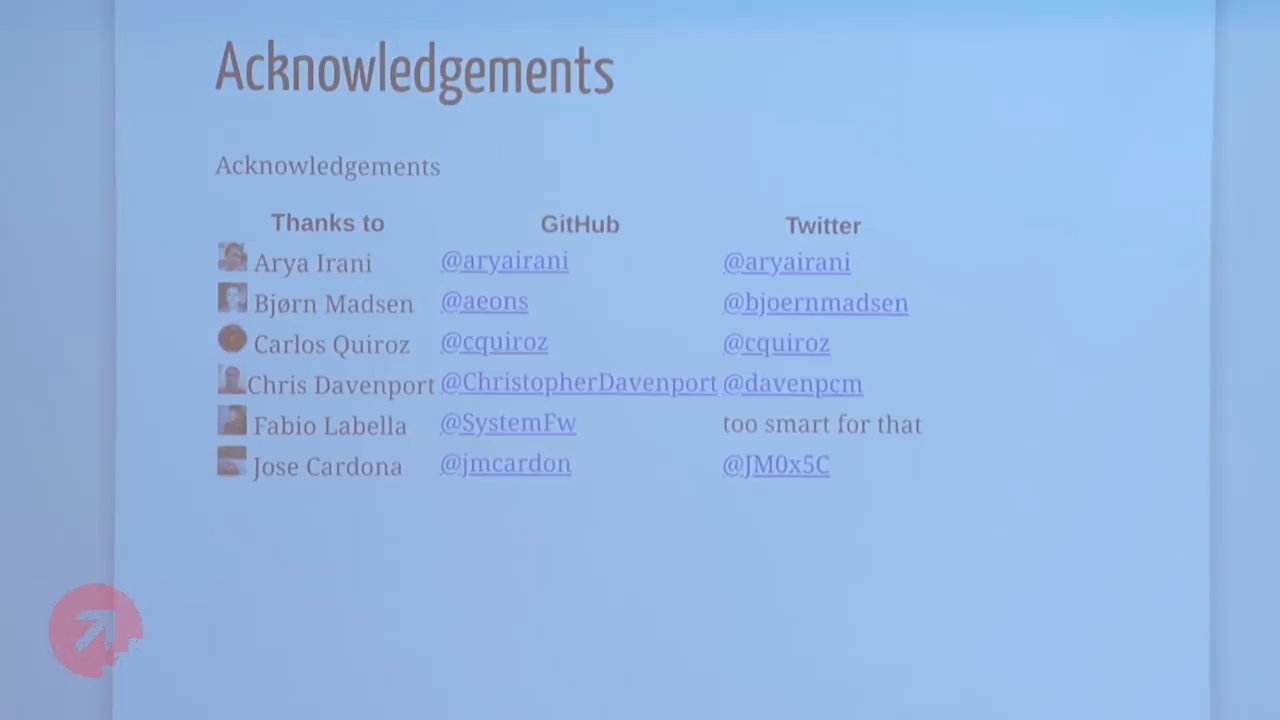 Acknowledgements
Acknowledgements
Thanks to GitHub Twitter
Arya Irani @aryairani @aryairani
Bjørn Madsen @aeons @bjoernmadsen
Carlos Quiroz @cquiroz @cquiroz
Chris Davenport @ChristopherDavenport @davenpcm
Fabio Labella @SystemFw too smart for that
Jose Cardona @jmcardon @JM0x5C